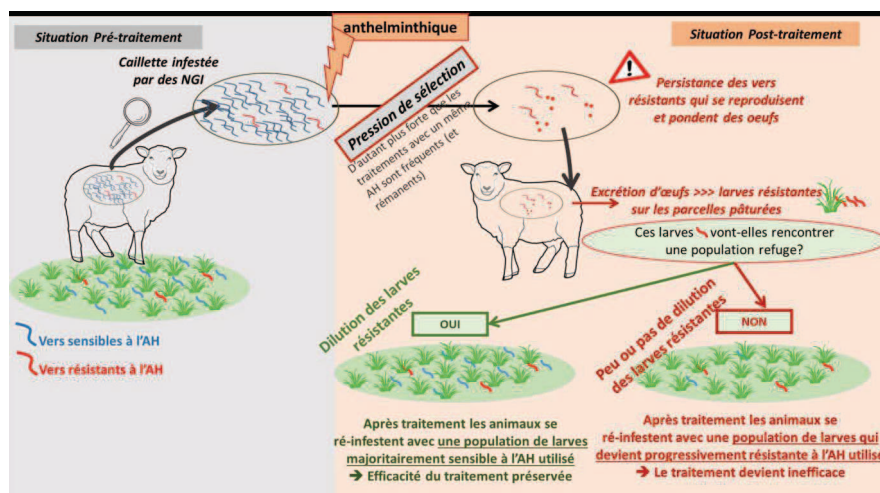 Situation Pré-traitement
anthelminthique
Situation Post-traitement
Caillette infestée
par des NGI
Pression de sélection
D'autant plus forte que les
traitements avec un même
AH sont fréquents (et
rémanents)
Persistance des vers
résistants qui se reproduisent
et pondent des oeufs
Excrétion d'œufs >>> larves résistantes
sur les parcelles pâturées
Ces larves vont-elles rencontrer
une population refuge?
Dilution des larves
résistantes
OUI
Peu ou pas de dilution
des larves résistantes
NON
Vers sensibles à l'AH
Vers résistants à l'AH
Après traitement les animaux se
ré-infestent avec une population de larves
majoritairement sensible à l'AH utilisé
➔ Efficacité du traitement préservée
Après traitement les animaux se
ré-infestent avec une population de larves qui
devient progressivement résistante à l'AH utilisé
➔ Le traitement devient inefficace